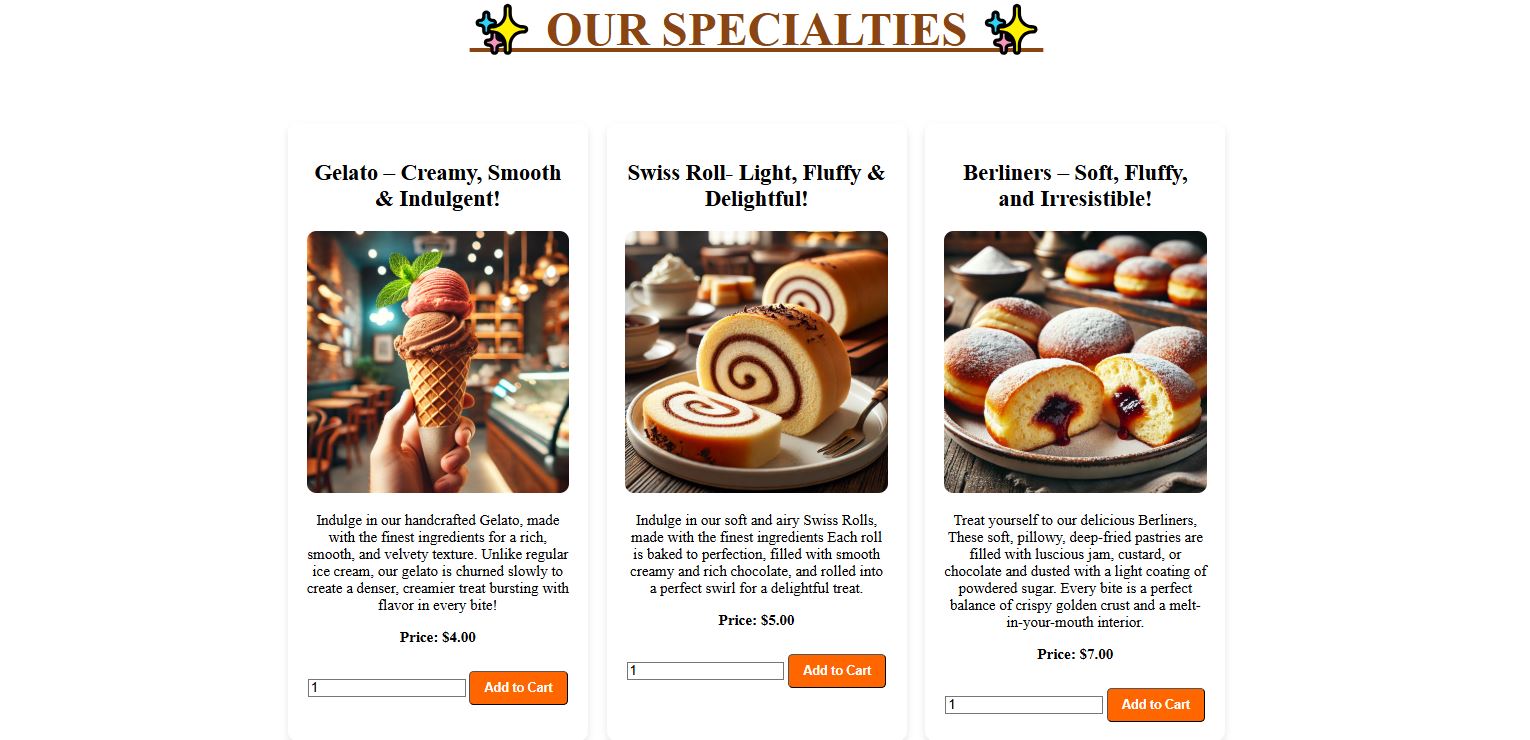 ✨ OUR SPECIALTIES ✨
Gelato – Creamy, Smooth
& Indulgent!
Indulge in our handcrafted Gelato, made
with the finest ingredients for a rich,
smooth, and velvety texture. Unlike regular
ice cream, our gelato is churned slowly to
create a denser, creamier treat bursting with
flavor in every bite!
Price: $4.00
1
Add to Cart
Swiss Roll- Light, Fluffy &
Delightful!
Indulge in our soft and airy Swiss Rolls,
made with the finest ingredients Each roll
is baked to perfection, filled with smooth
creamy and rich chocolate, and rolled into
a perfect swirl for a delightful treat.
Price: $5.00
1
Add to Cart
Berliners – Soft, Fluffy,
and Irresistible!
Treat yourself to our delicious Berliners,
These soft, pillowy, deep-fried pastries are
filled with luscious jam, custard, or
chocolate and dusted with a light coating of
powdered sugar. Every bite is a perfect
balance of crispy golden crust and a melt-
in-your-mouth interior.
Price: $7.00
1
Add to Cart